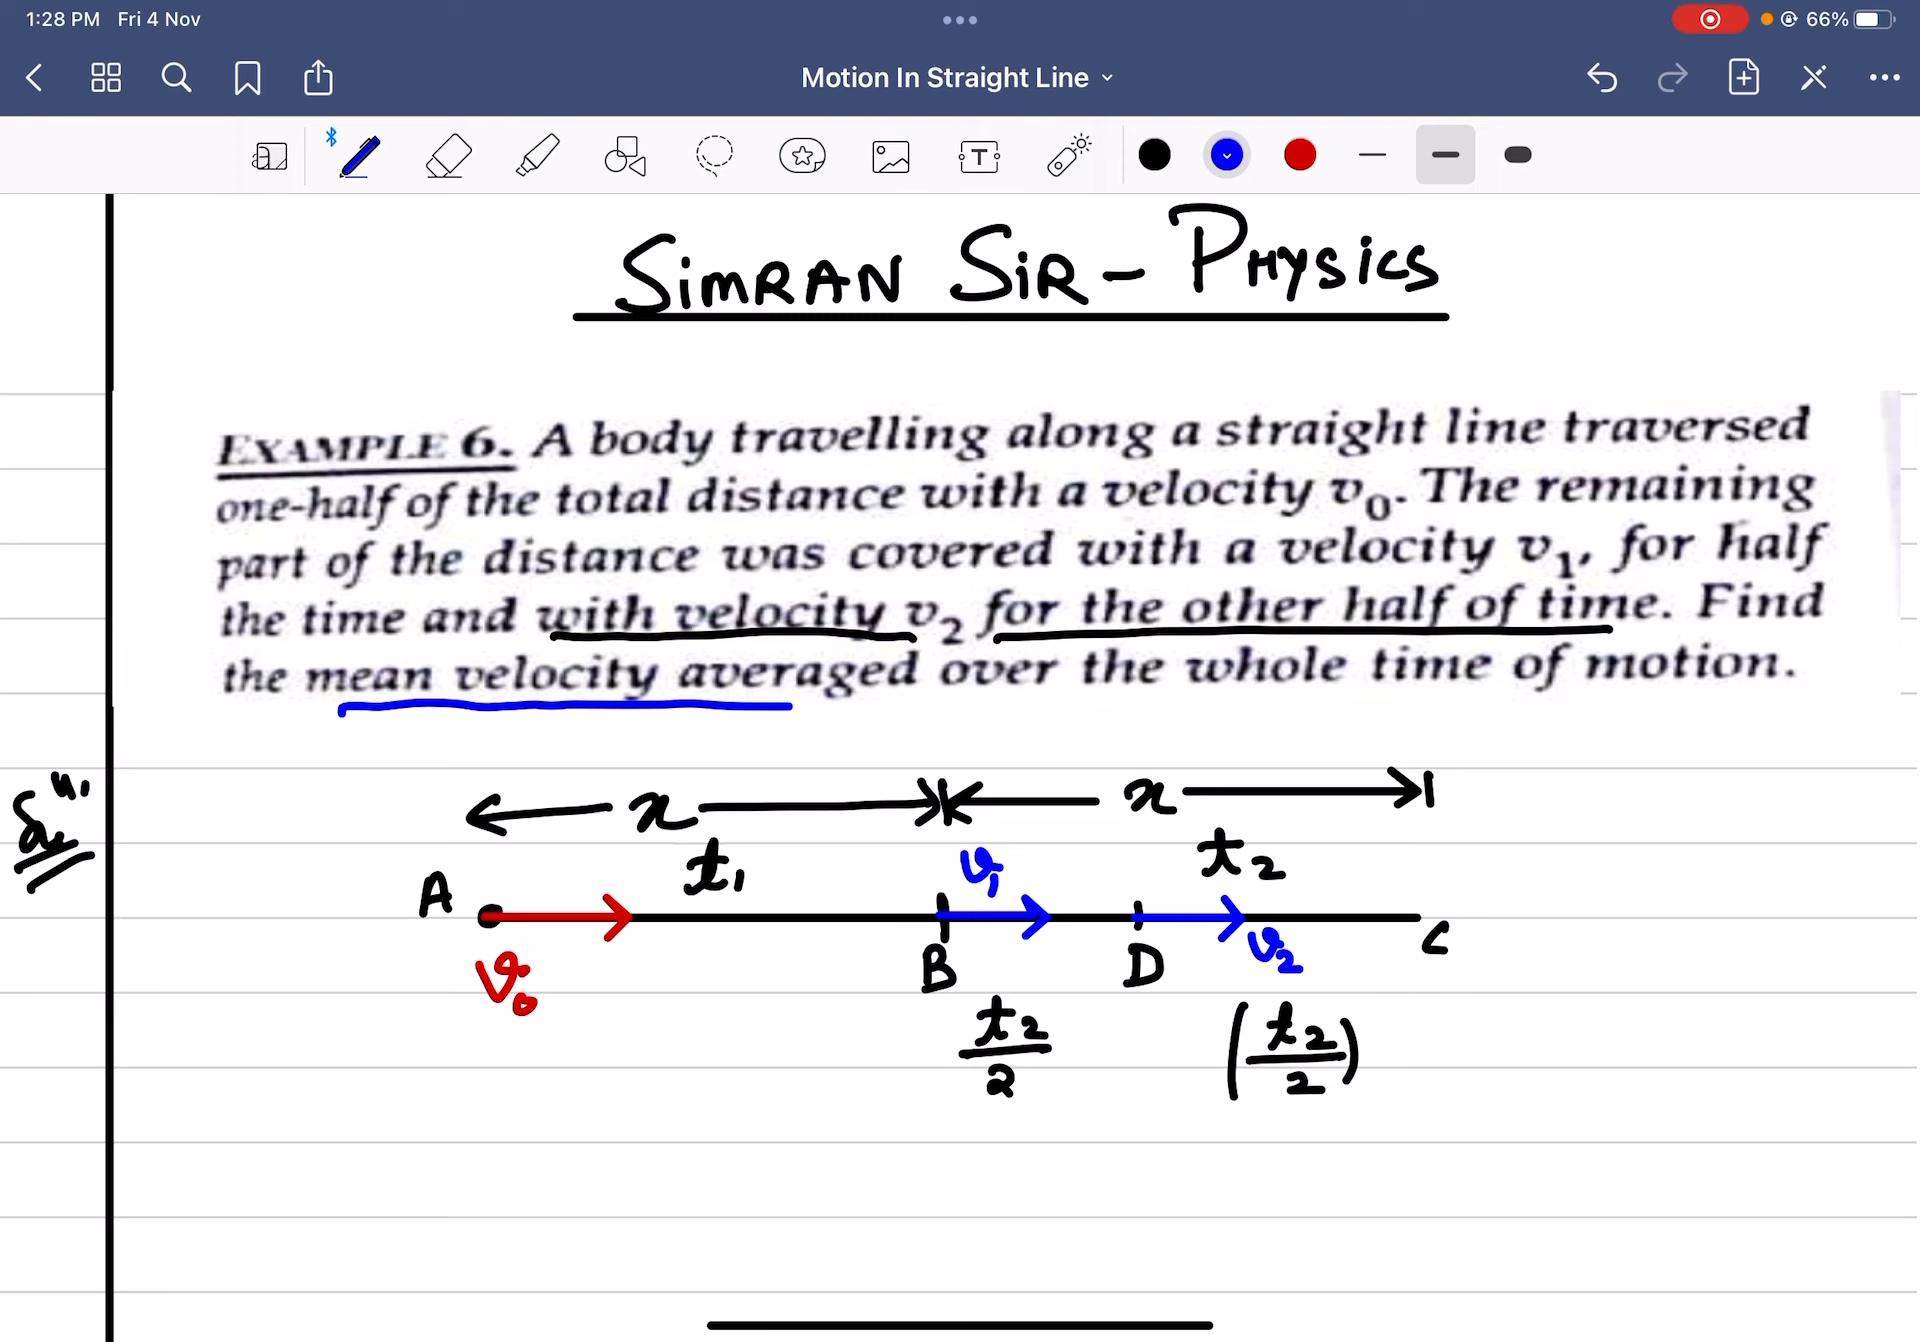 1:28 PM Fri 4 Nov
66%
Motion In Straight Line
T
SimRAN SiR - PHYSiCS
EXAMPLE 6. A body travelling along a straight line traversed
one-half of the total distance with a velocity v₀. The remaining
part of the distance was covered with a velocity v₁, for half
the time and with velocity v₂ for the other half of time. Find
the mean velocity averaged over the whole time of motion.
x x
t₁ v₁ t₂
A C
v₀ B D v₂
t₂/2 (t₂/2)